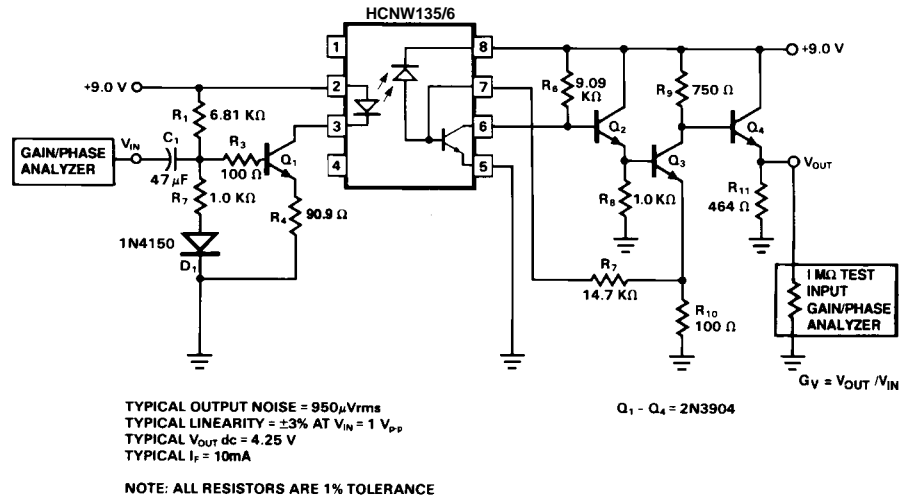 HCNW135/6
+9.0 V
R1
6.81 KΩ
C1
47 μF
VIN
GAIN/PHASE
ANALYZER
R3
100 Ω
Q1
R7
1.0 KΩ
R4
90.9 Ω
1N4150
D1
1
2
3
4
8
7
6
5
R6
9.09
KΩ
Q2
R9
750 Ω
Q3
Q4
+9.0 V
R8
1.0 KΩ
R11
464 Ω
VOUT
R7
14.7 KΩ
R10
100 Ω
1 MΩ TEST
INPUT
GAIN/PHASE
ANALYZER
GV = VOUT /VIN
Q1 - Q4 = 2N3904
TYPICAL OUTPUT NOISE = 950μVrms
TYPICAL LINEARITY = ±3% AT VIN = 1 Vp-p
TYPICAL VOUT dc = 4.25 V
TYPICAL IF = 10mA
NOTE: ALL RESISTORS ARE 1% TOLERANCE